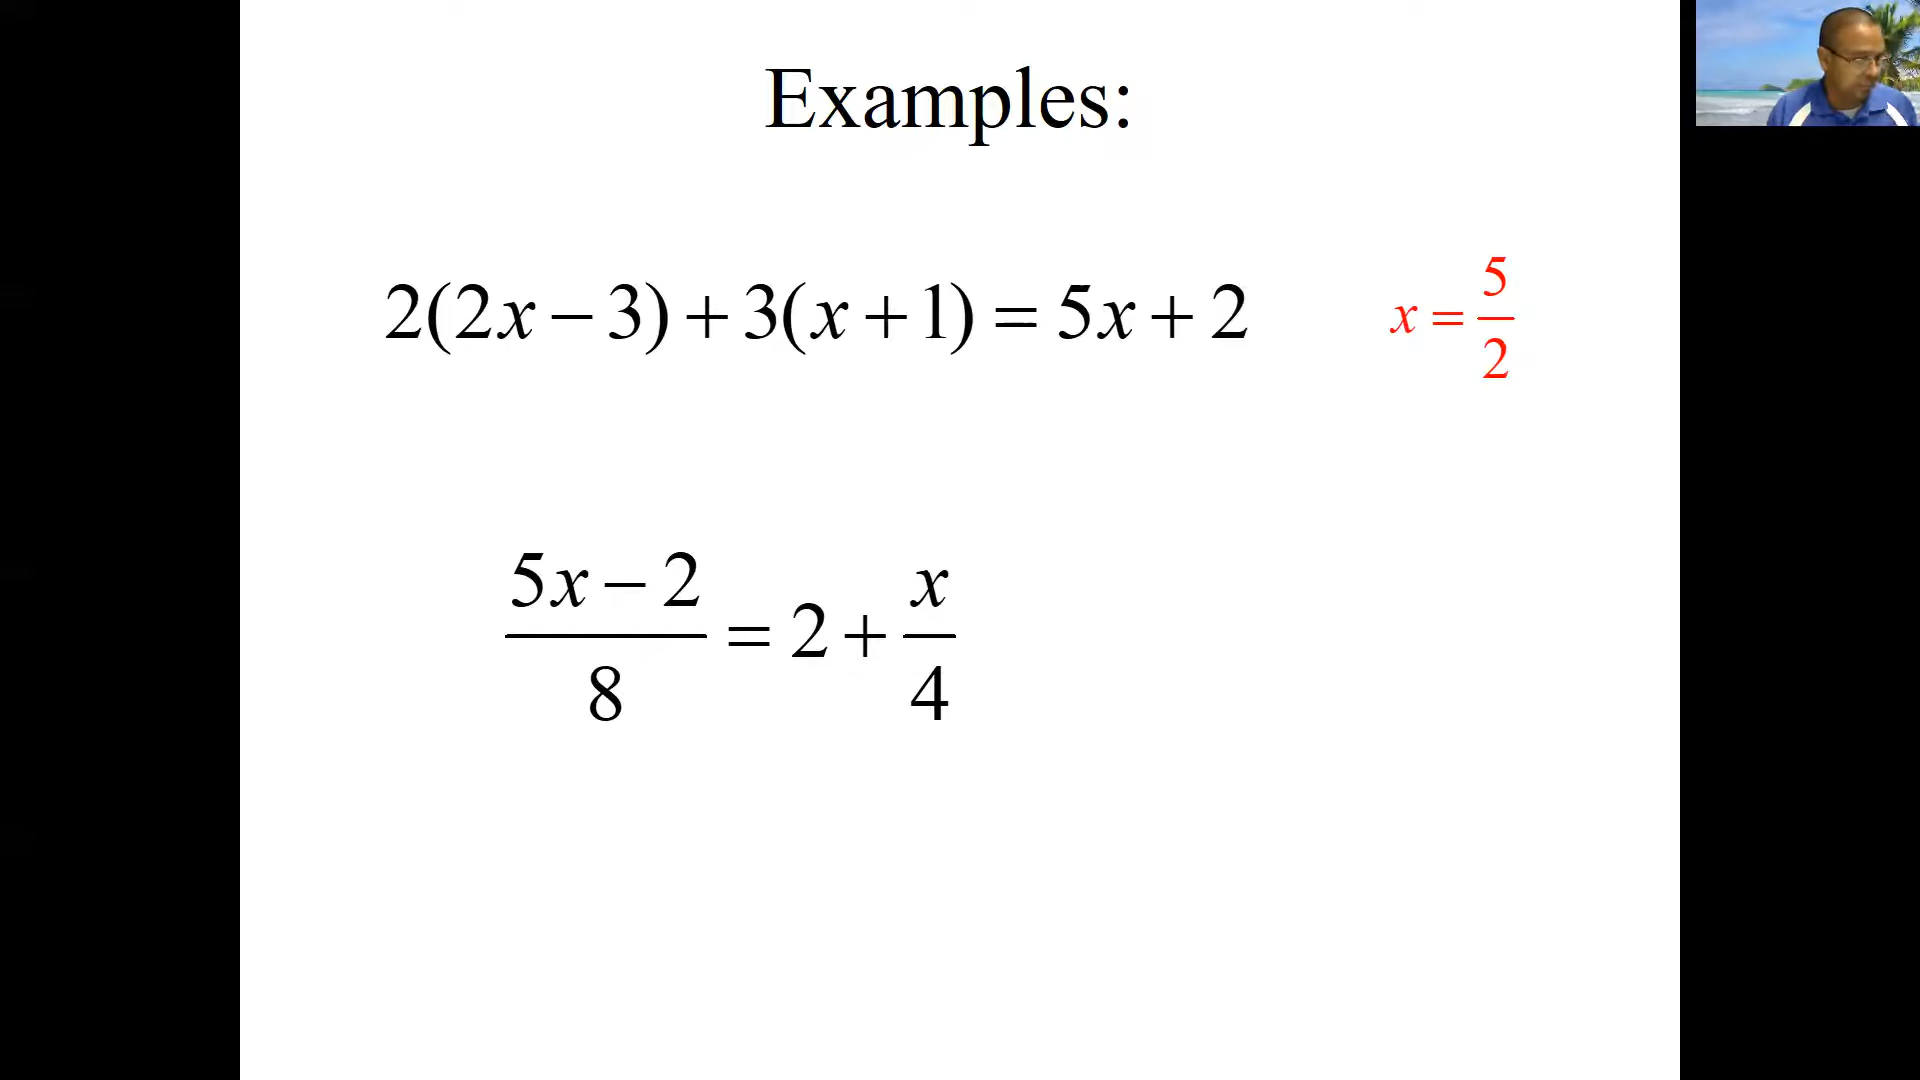 Examples:
2(2x − 3) + 3(x + 1) = 5x + 2
x = 5/2
(5x − 2)/8 = 2 + x/4